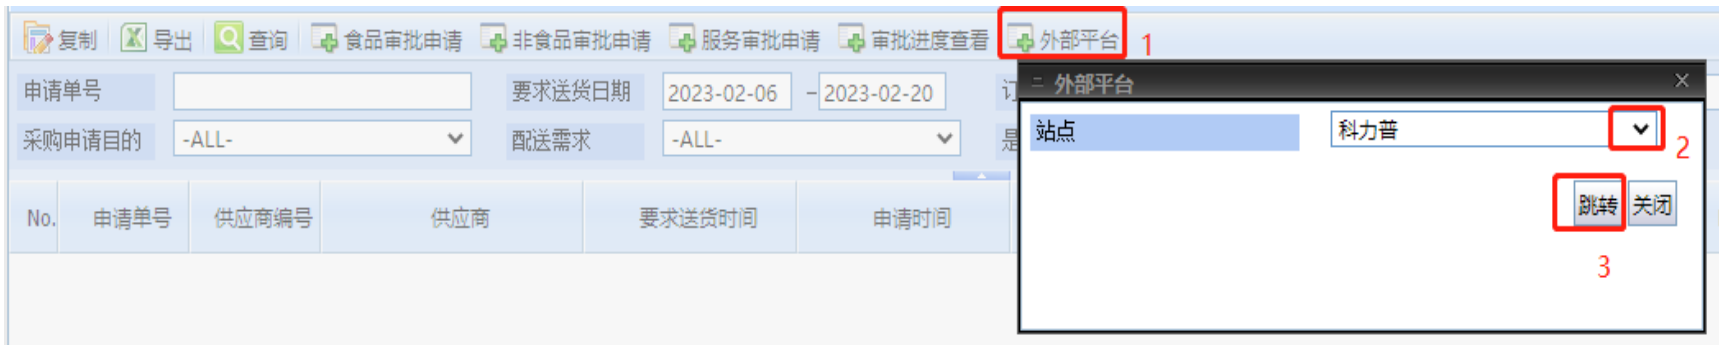 复制 导出 查询 食品审批申请 非食品审批申请 服务审批申请 审批进度查看 外部平台 1
申请单号 要求送货日期 2023-02-06 - 2023-02-20
采购申请目的 -ALL- 配送需求 -ALL-
No. 申请单号 供应商编号 供应商 要求送货时间 申请时间
外部平台
站点 科力普 2
跳转 关闭
3